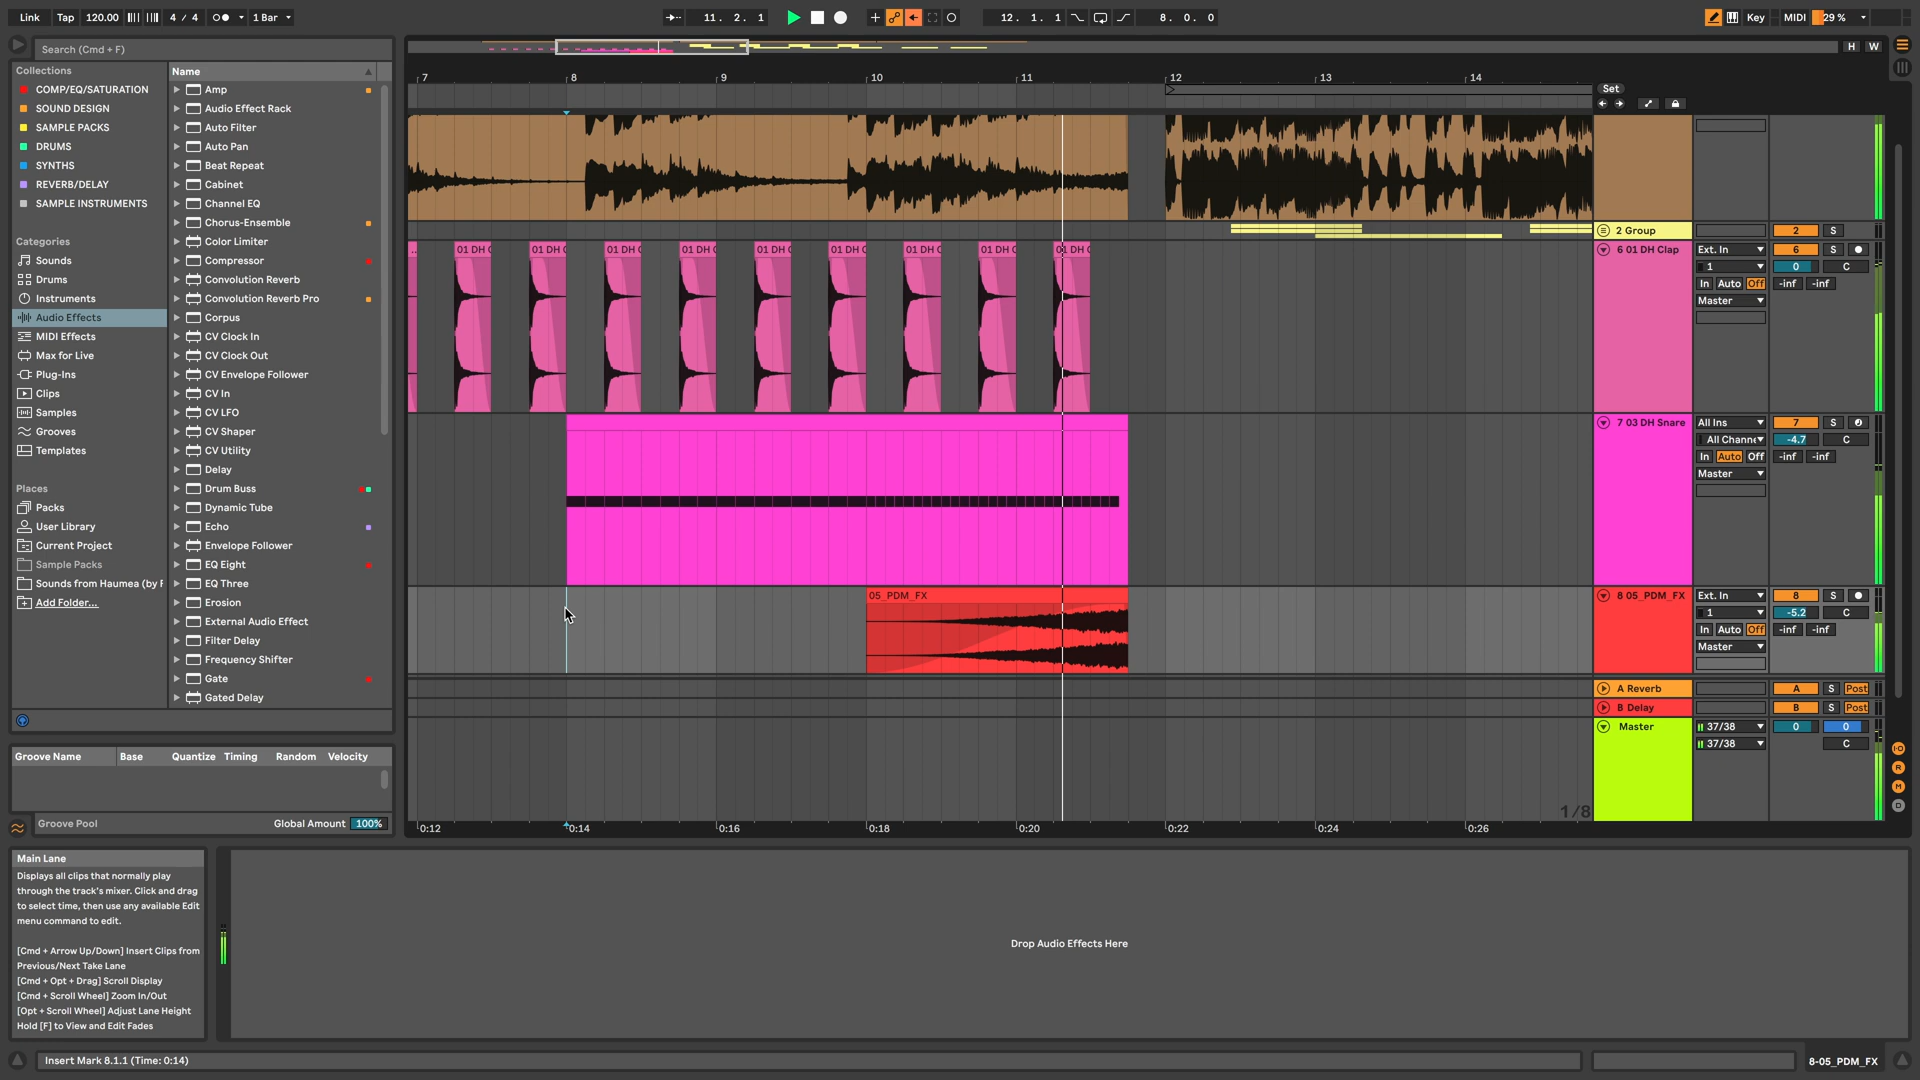 Link Tap 120.00 4 / 4 1 Bar 11. 2. 1 12. 1. 1 8. 0. 0 Key MIDI 29 %
Search (Cmd + F)
H W
Collections
COMP/EQ/SATURATION
SOUND DESIGN
SAMPLE PACKS
DRUMS
SYNTHS
REVERB/DELAY
SAMPLE INSTRUMENTS
Categories
Sounds
Drums
Instruments
Audio Effects
MIDI Effects
Max for Live
Plug-Ins
Clips
Samples
Grooves
Templates
Places
Packs
User Library
Current Project
Sample Packs
Sounds from Haumea (by F
Add Folder...
Name
Amp
Audio Effect Rack
Auto Filter
Auto Pan
Beat Repeat
Cabinet
Channel EQ
Chorus-Ensemble
Color Limiter
Compressor
Convolution Reverb
Convolution Reverb Pro
Corpus
CV Clock In
CV Clock Out
CV Envelope Follower
CV In
CV LFO
CV Shaper
CV Utility
Delay
Drum Buss
Dynamic Tube
Echo
Envelope Follower
EQ Eight
EQ Three
Erosion
External Audio Effect
Filter Delay
Frequency Shifter
Gate
Gated Delay
7 8 9 10 11 12 13 14
Set
2 Group 2 S
.. 01 DH C 01 DH C 01 DH C 01 DH C 01 DH C 01 DH C 01 DH C 01 DH C 01 DH C
6 01 DH Clap Ext. In 6 S
1 0 C
In Auto Off -inf -inf
Master
7 03 DH Snare All Ins 7 S
All Channe -4.7 C
In Auto Off -inf -inf
Master
05_PDM_FX
8 05_PDM_FX Ext. In 8 S
1 -5.2 C
In Auto Off -inf -inf
Master
A Reverb A S Post
B Delay B S Post
Master 37/38 0 0
37/38 C
1/8
0:12 0:14 0:16 0:18 0:20 0:22 0:24 0:26
I·O
R
M
D
Groove Name Base Quantize Timing Random Velocity
Groove Pool Global Amount 100%
Main Lane
Displays all clips that normally play
through the track's mixer. Click and drag
to select time, then use any available Edit
menu command to edit.
[Cmd + Arrow Up/Down] Insert Clips from
Previous/Next Take Lane
[Cmd + Opt + Drag] Scroll Display
[Cmd + Scroll Wheel] Zoom In/Out
[Opt + Scroll Wheel] Adjust Lane Height
Hold [F] to View and Edit Fades
Drop Audio Effects Here
Insert Mark 8.1.1 (Time: 0:14)
8-05_PDM_FX